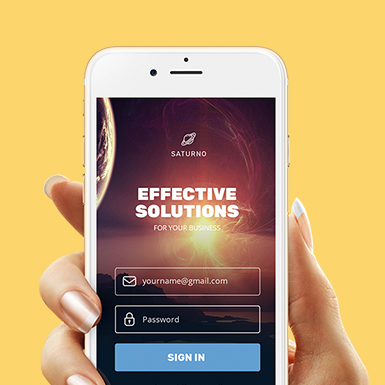 SATURNO
EFFECTIVE
SOLUTIONS
FOR YOUR BUSINESS
yourname@gmail.com
Password
SIGN IN